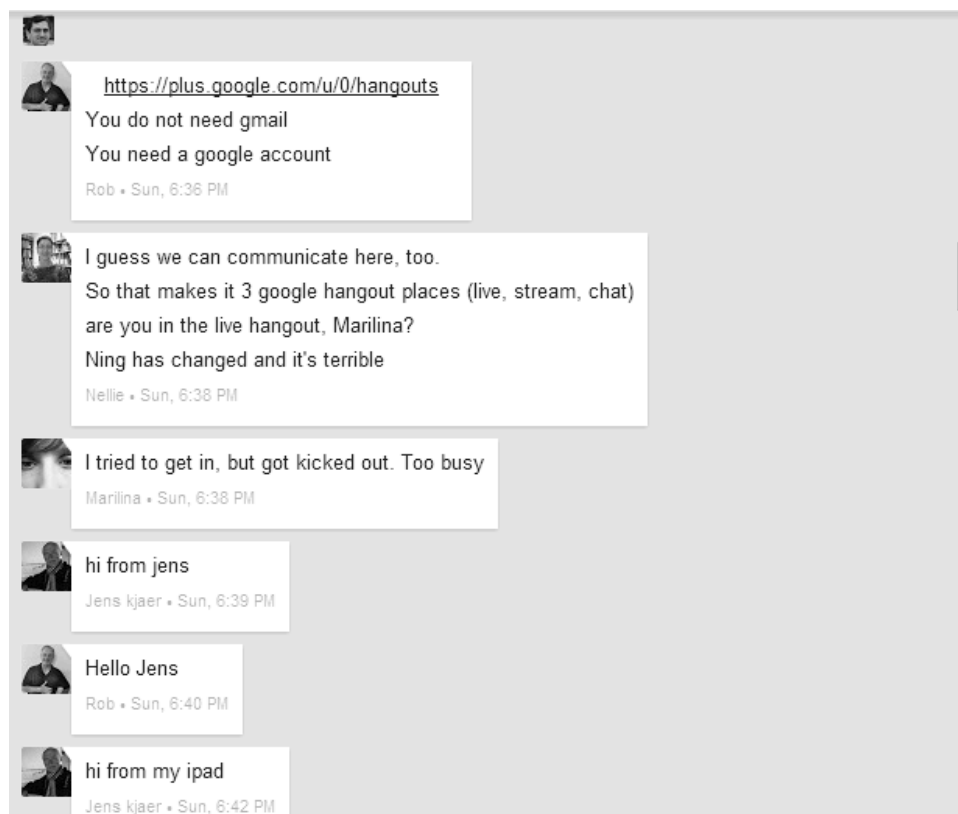 https://plus.google.com/u/0/hangouts
You do not need gmail
You need a google account
Rob • Sun, 6:36 PM
I guess we can communicate here, too.
So that makes it 3 google hangout places (live, stream, chat)
are you in the live hangout, Marilina?
Ning has changed and it's terrible
Nellie • Sun, 6:38 PM
I tried to get in, but got kicked out. Too busy
Marilina • Sun, 6:38 PM
hi from jens
Jens kjaer • Sun, 6:39 PM
Hello Jens
Rob • Sun, 6:40 PM
hi from my ipad
Jens kjaer • Sun, 6:42 PM